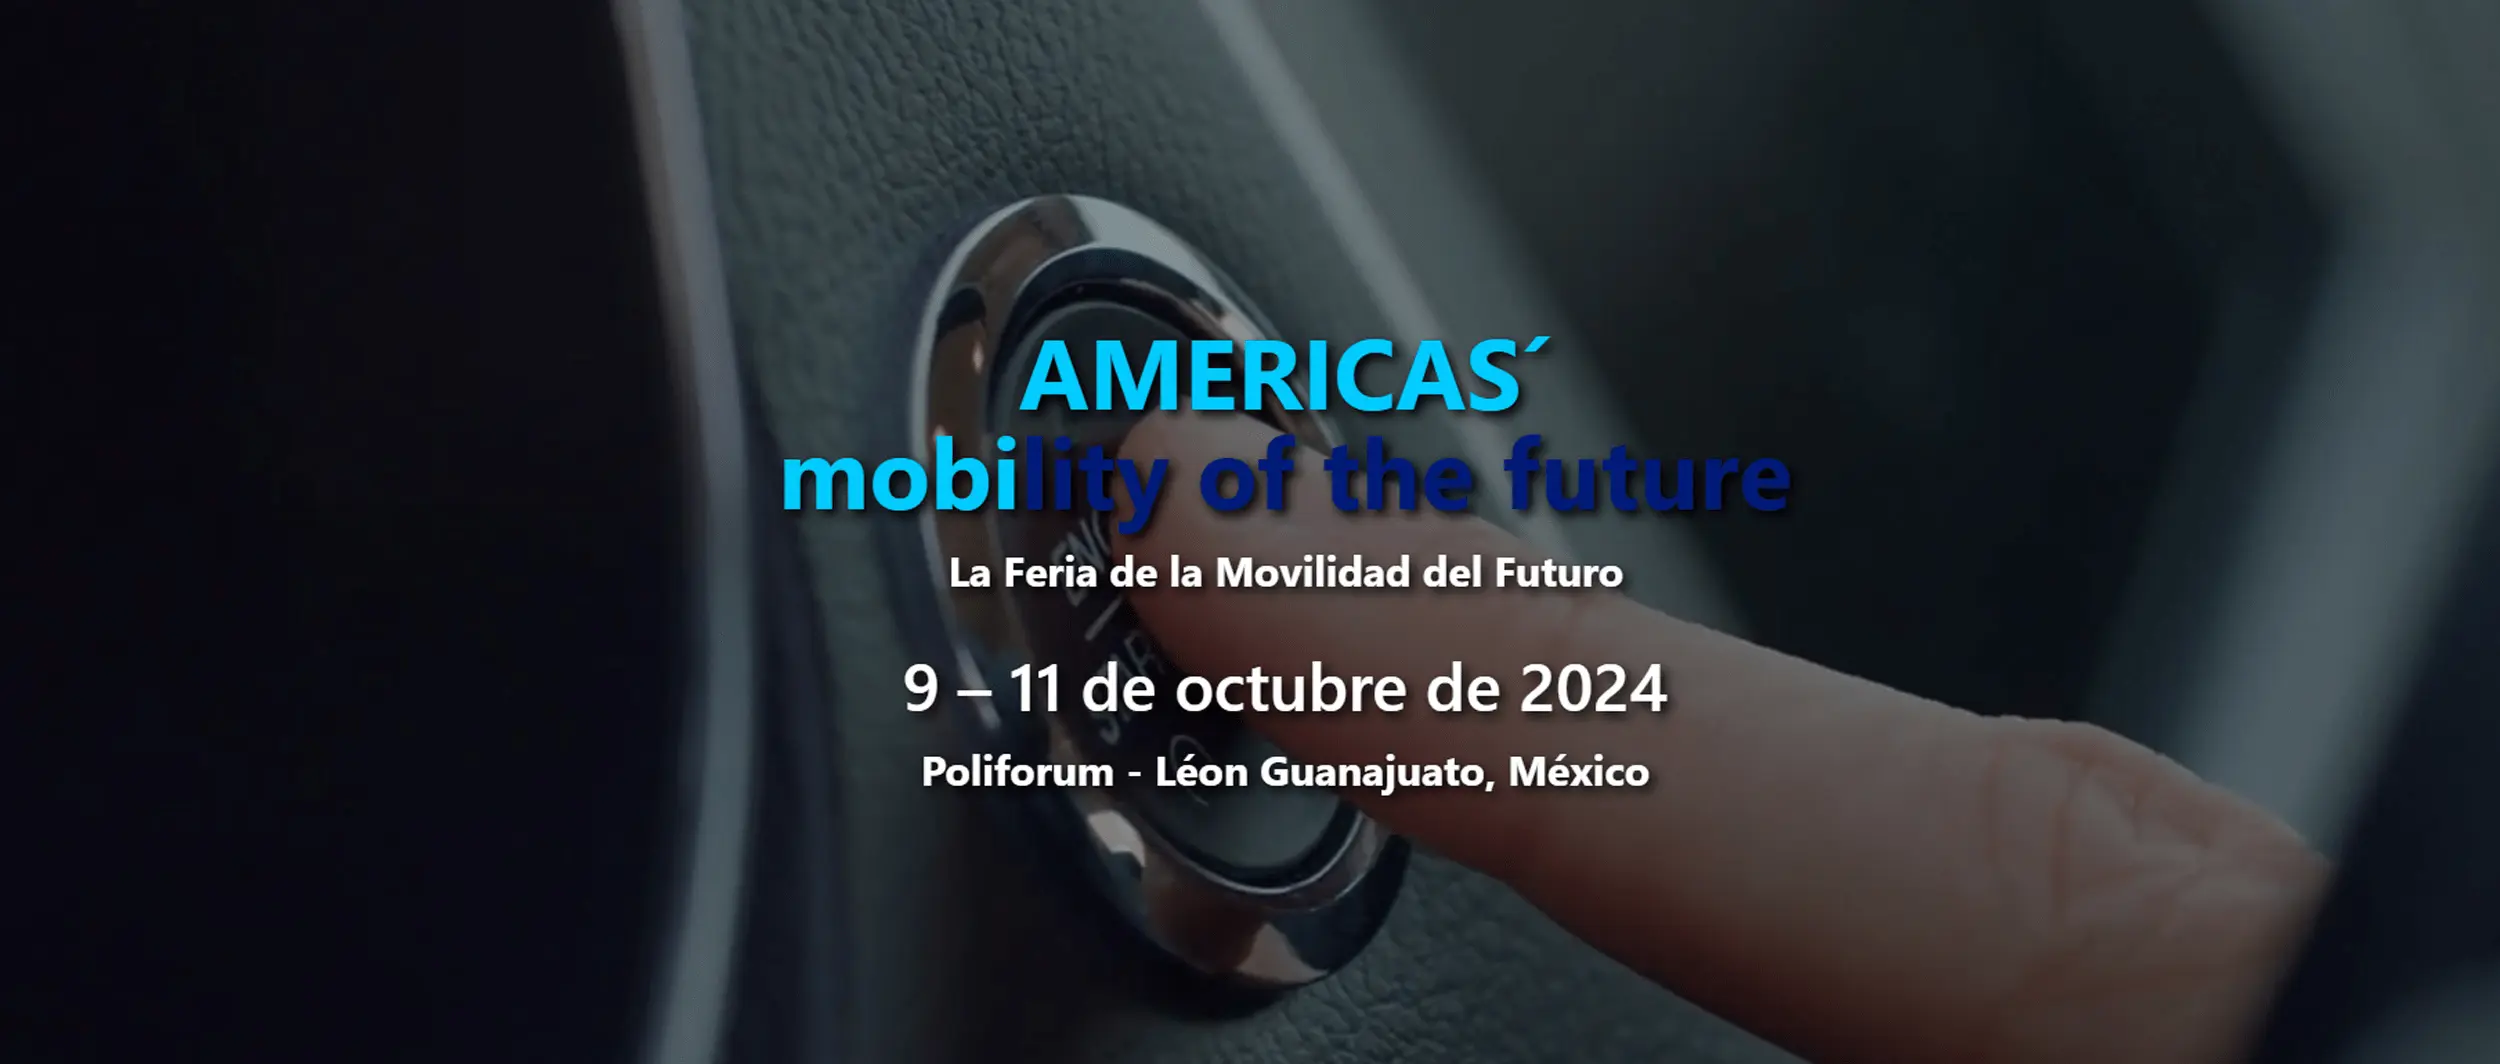 AMERICAS´
mobility of the future
La Feria de la Movilidad del Futuro
9 – 11 de octubre de 2024
Poliforum - Léon Guanajuato, México